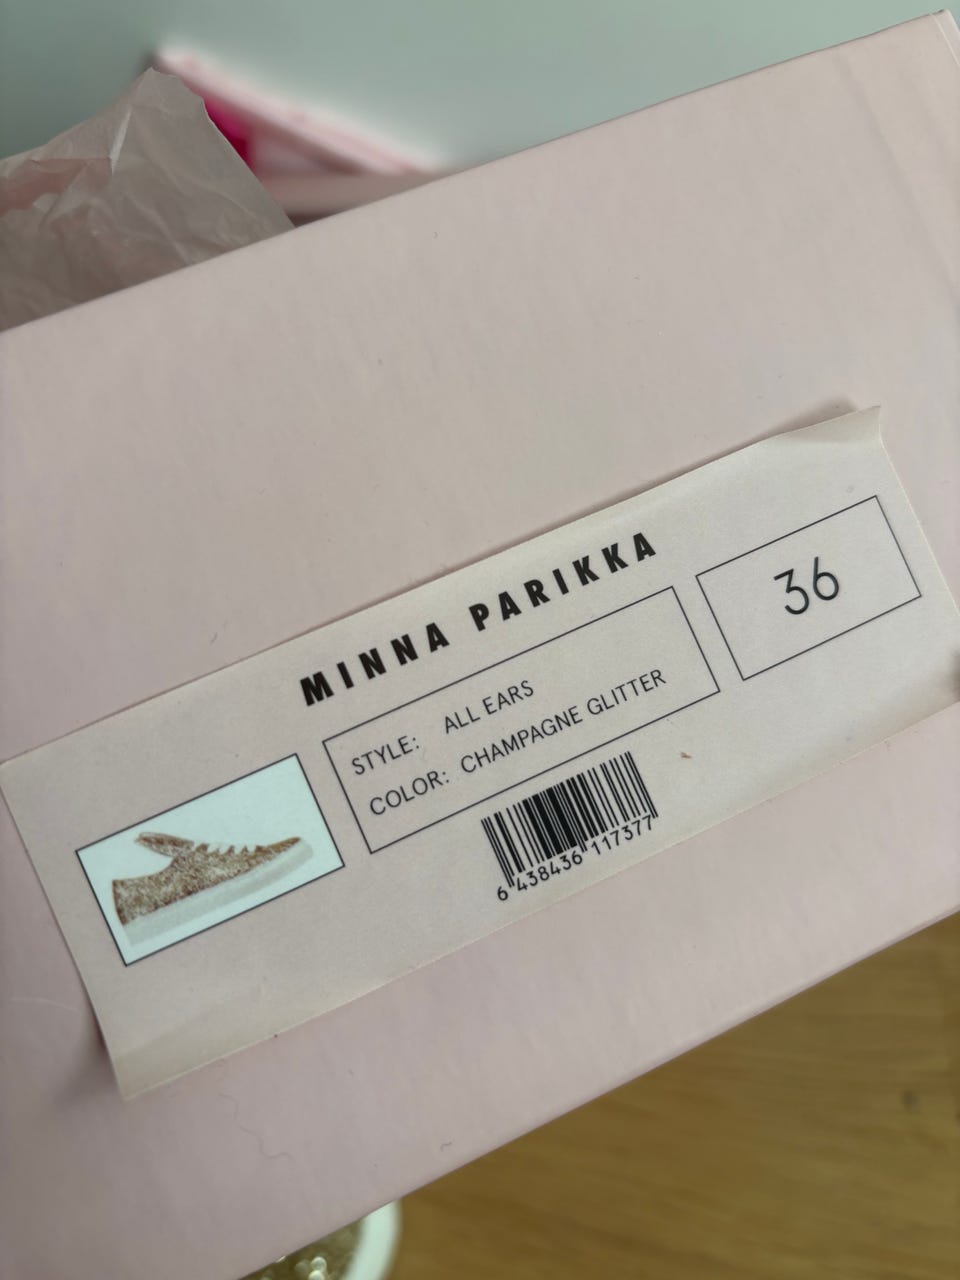 MINNA PARIKKA
STYLE: ALL EARS
COLOR: CHAMPAGNE GLITTER
36
6 438436 117377